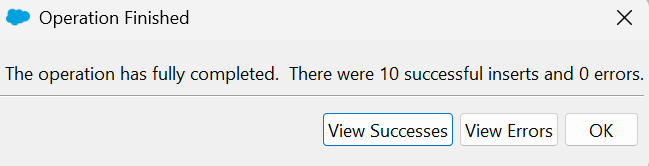 Operation Finished
The operation has fully completed.  There were 10 successful inserts and 0 errors.
View Successes View Errors OK